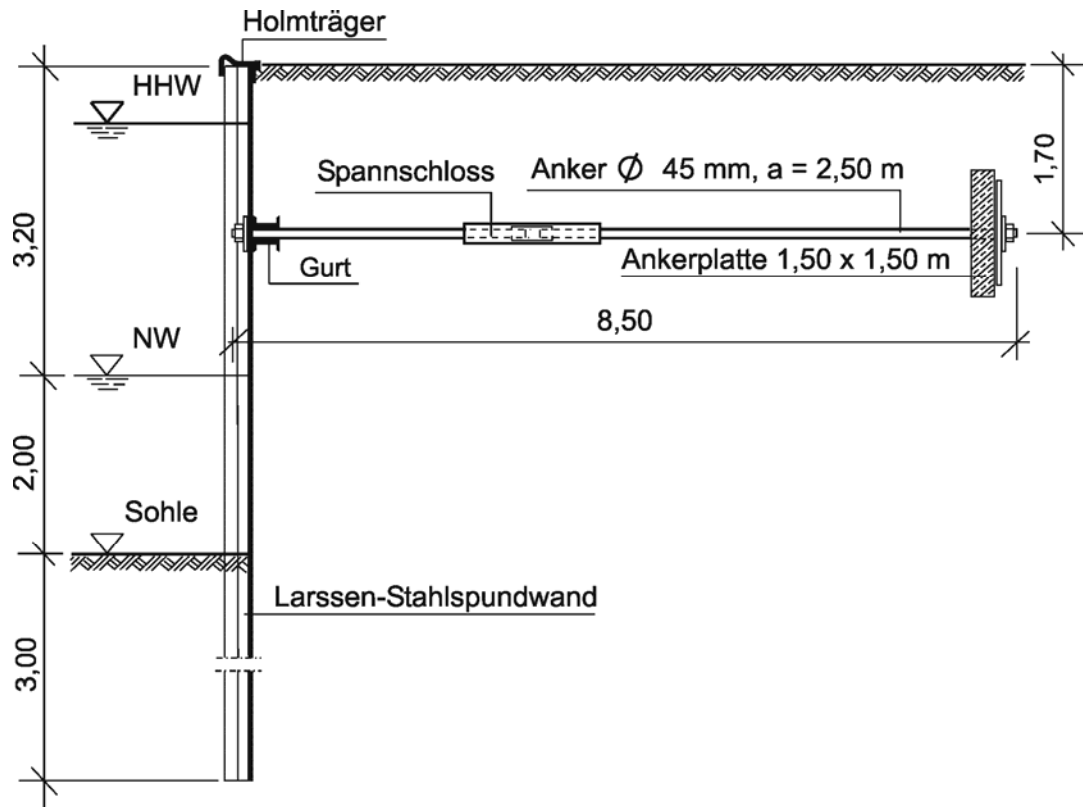 Holmträger
HHW
Spannschloss
Anker Ø 45 mm, a = 2,50 m
1,70
3,20
Gurt
Ankerplatte 1,50 x 1,50 m
8,50
NW
2,00
Sohle
Larssen-Stahlspundwand
3,00